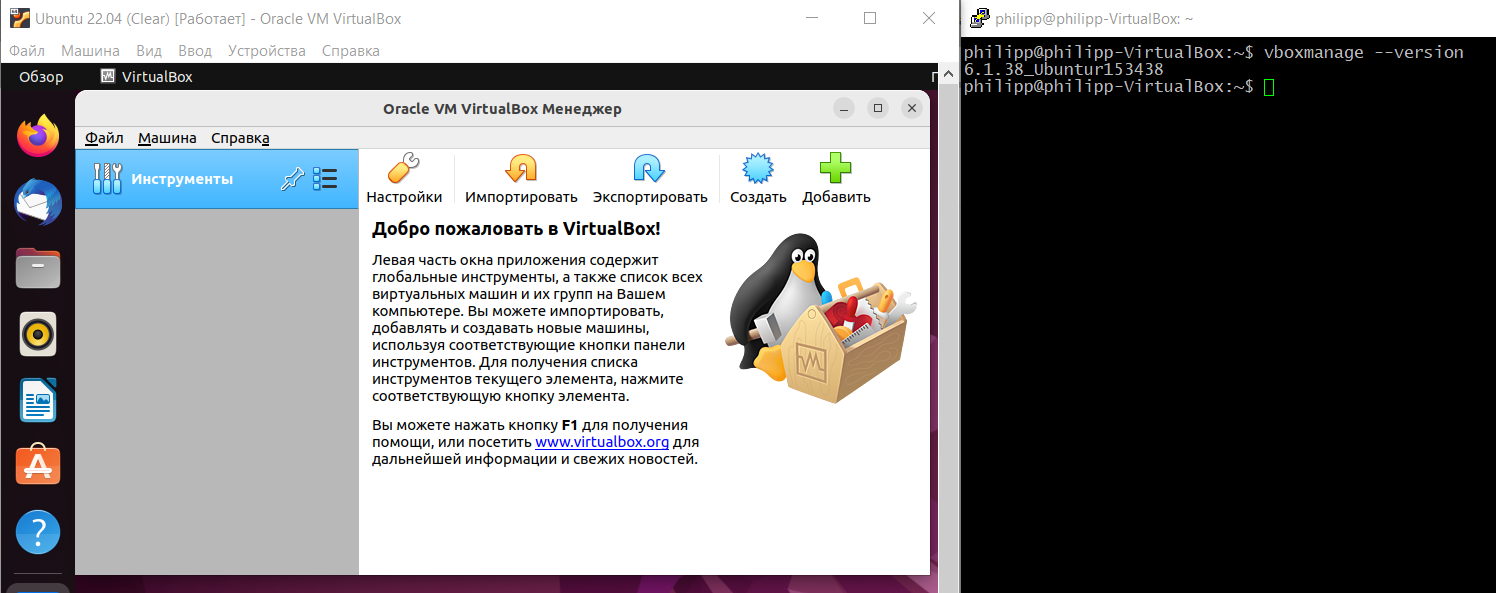 Ubuntu 22.04 (Clear) [Работает] - Oracle VM VirtualBox
Файл Машина Вид Ввод Устройства Справка
Обзор VirtualBox
Oracle VM VirtualBox Менеджер
Файл Машина Справка
Инструменты
Настройки Импортировать Экспортировать Создать Добавить
Добро пожаловать в VirtualBox!
Левая часть окна приложения содержит
глобальные инструменты, а также список всех
виртуальных машин и их групп на Вашем
компьютере. Вы можете импортировать,
добавлять и создавать новые машины,
используя соответствующие кнопки панели
инструментов. Для получения списка
инструментов текущего элемента, нажмите
соответствующую кнопку элемента.
Вы можете нажать кнопку F1 для получения
помощи, или посетить www.virtualbox.org для
дальнейшей информации и свежих новостей.
philipp@philipp-VirtualBox: ~
philipp@philipp-VirtualBox:~$ vboxmanage --version
6.1.38_Ubuntur153438
philipp@philipp-VirtualBox:~$